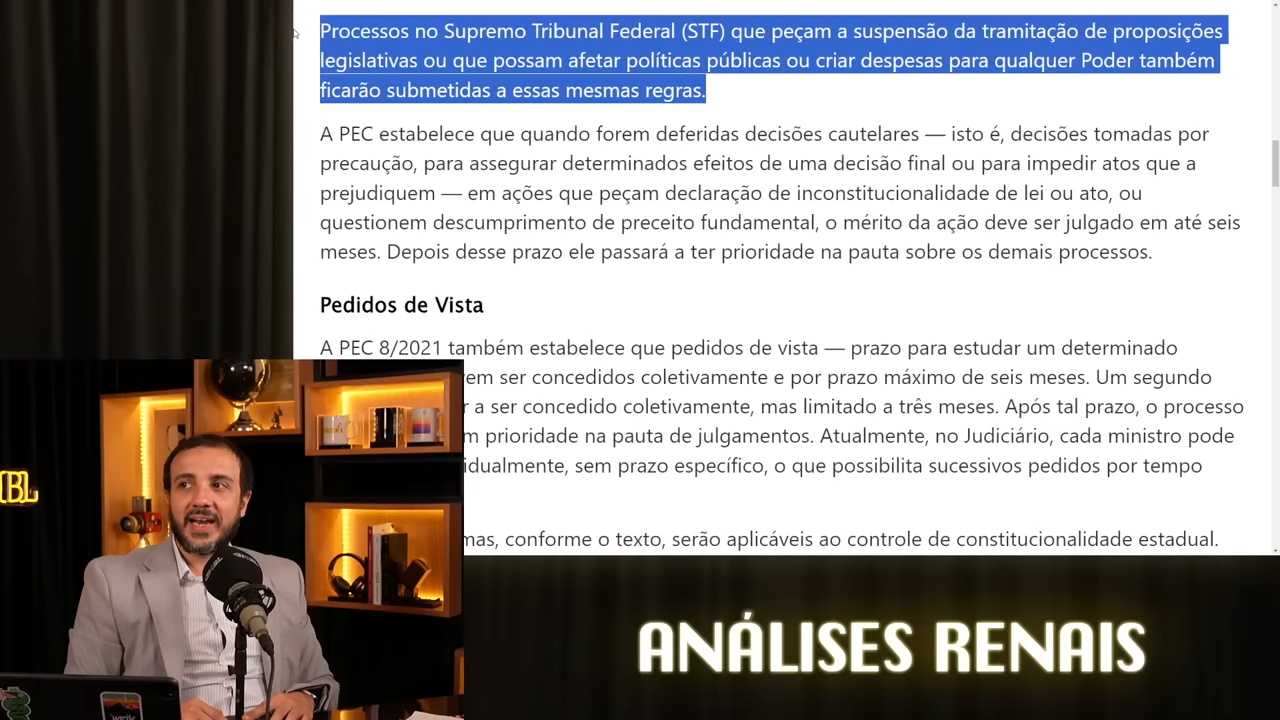 Processos no Supremo Tribunal Federal (STF) que peçam a suspensão da tramitação de proposições
legislativas ou que possam afetar políticas públicas ou criar despesas para qualquer Poder também
ficarão submetidas a essas mesmas regras.
A PEC estabelece que quando forem deferidas decisões cautelares — isto é, decisões tomadas por
precaução, para assegurar determinados efeitos de uma decisão final ou para impedir atos que a
prejudiquem — em ações que peçam declaração de inconstitucionalidade de lei ou ato, ou
questionem descumprimento de preceito fundamental, o mérito da ação deve ser julgado em até seis
meses. Depois desse prazo ele passará a ter prioridade na pauta sobre os demais processos.
Pedidos de Vista
A PEC 8/2021 também estabelece que pedidos de vista — prazo para estudar um determinado
ser concedidos coletivamente e por prazo máximo de seis meses. Um segundo
a ser concedido coletivamente, mas limitado a três meses. Após tal prazo, o processo
prioridade na pauta de julgamentos. Atualmente, no Judiciário, cada ministro pode
idualmente, sem prazo específico, o que possibilita sucessivos pedidos por tempo
mas, conforme o texto, serão aplicáveis ao controle de constitucionalidade estadual.
BL
ANÁLISES RENAIS